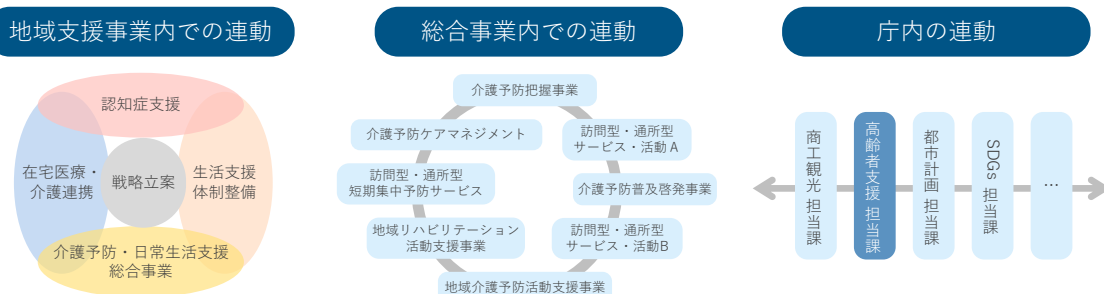 地域支援事業内での連動
認知症支援
在宅医療・
介護連携
戦略立案
生活支援
体制整備
介護予防・日常生活支援
総合事業
総合事業内での連動
介護予防把握事業
介護予防ケアマネジメント
訪問型・通所型
サービス・活動A
訪問型・通所型
短期集中予防サービス
介護予防普及啓発事業
地域リハビリテーション
活動支援事業
訪問型・通所型
サービス・活動B
地域介護予防活動支援事業
庁内の連動
商工観光 担当課
高齢者支援 担当課
都市計画 担当課
SDGs 担当課
…